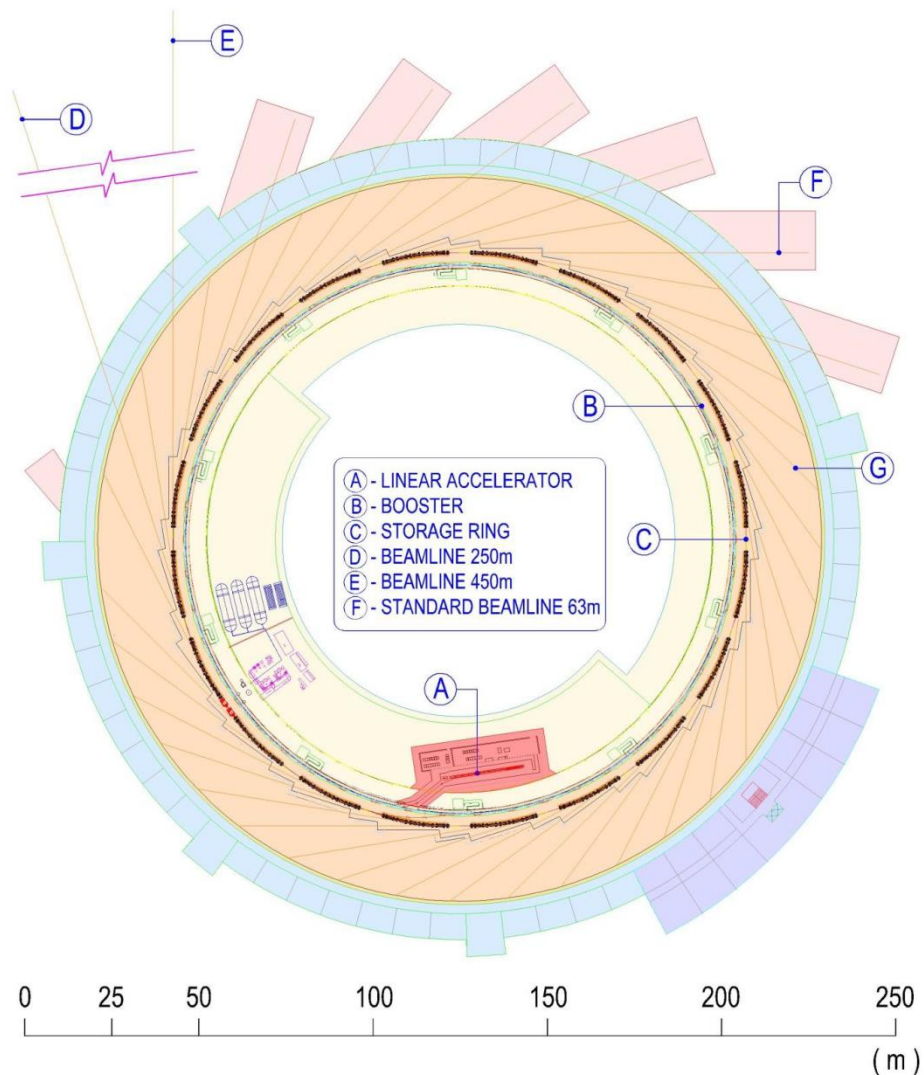 E
D
F
B
G
A - LINEAR ACCELERATOR
B - BOOSTER
C - STORAGE RING
D - BEAMLINE 250m
E - BEAMLINE 450m
F - STANDARD BEAMLINE 63m
C
A
0 25 50 100 150 200 250
( m )